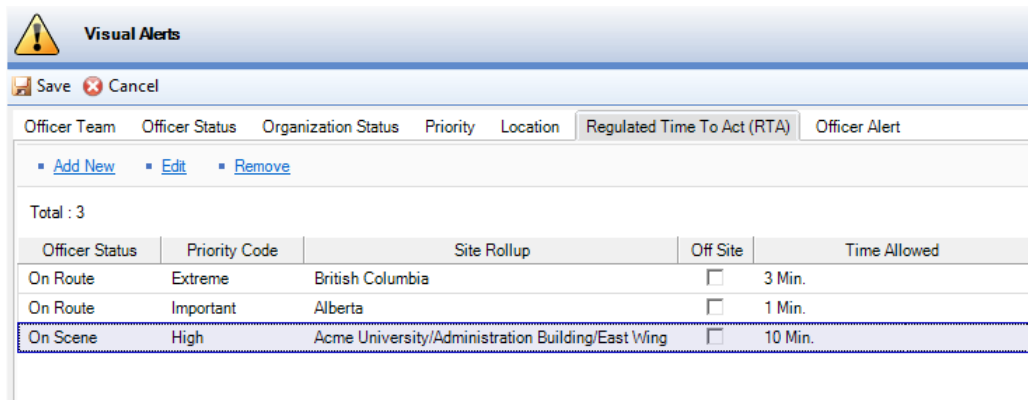 Visual Alerts
Save Cancel
Officer Team Officer Status Organization Status Priority Location Regulated Time To Act (RTA) Officer Alert
Add New Edit Remove
Total : 3
Officer Status Priority Code Site Rollup Off Site Time Allowed
On Route Extreme British Columbia 3 Min.
On Route Important Alberta 1 Min.
On Scene High Acme University/Administration Building/East Wing 10 Min.